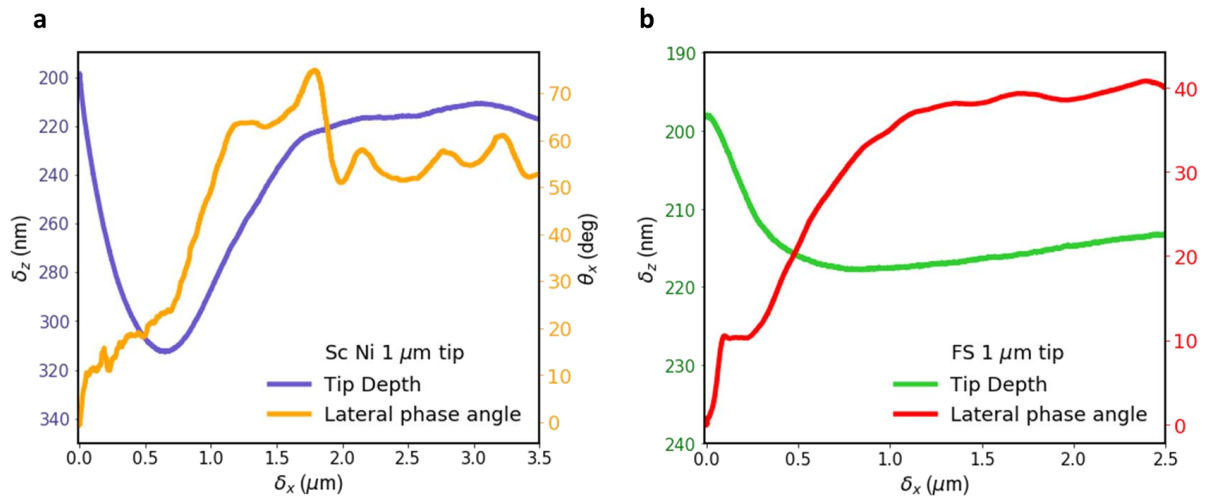 a
200
220
240
260
280
300
320
340
δz (nm)
70
60
50
40
30
20
10
0
θx (deg)
Sc Ni 1 μm tip
Tip Depth
Lateral phase angle
0.0 0.5 1.0 1.5 2.0 2.5 3.0 3.5
δx (μm)
b
190
200
210
220
230
240
δz (nm)
40
30
20
10
0
FS 1 μm tip
Tip Depth
Lateral phase angle
0.0 0.5 1.0 1.5 2.0 2.5
δx (μm)